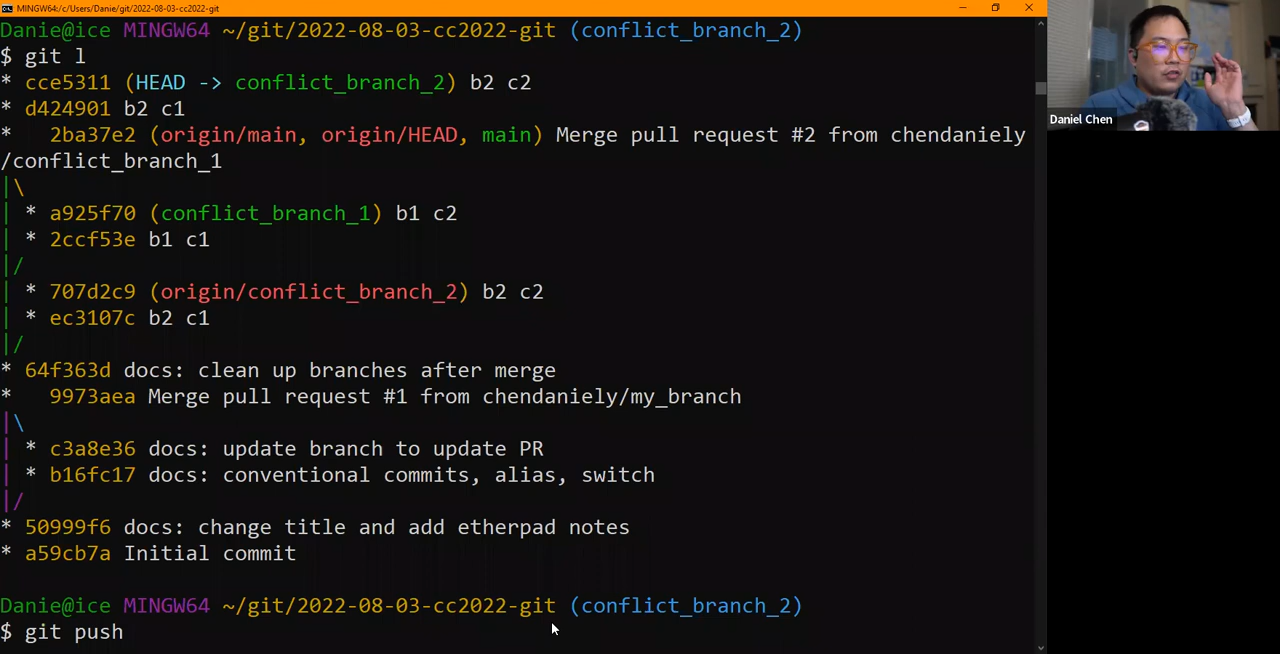 MINGW64:/c/Users/Danie/git/2022-08-03-cc2022-git
Danie@ice MINGW64 ~/git/2022-08-03-cc2022-git (conflict_branch_2)
$ git l
* cce5311 (HEAD -> conflict_branch_2) b2 c2
* d424901 b2 c1
*   2ba37e2 (origin/main, origin/HEAD, main) Merge pull request #2 from chendaniely
/conflict_branch_1
|\
| * a925f70 (conflict_branch_1) b1 c2
| * 2ccf53e b1 c1
|/
| * 707d2c9 (origin/conflict_branch_2) b2 c2
| * ec3107c b2 c1
|/
* 64f363d docs: clean up branches after merge
*   9973aea Merge pull request #1 from chendaniely/my_branch
|\
| * c3a8e36 docs: update branch to update PR
| * b16fc17 docs: conventional commits, alias, switch
|/
* 50999f6 docs: change title and add etherpad notes
* a59cb7a Initial commit
Danie@ice MINGW64 ~/git/2022-08-03-cc2022-git (conflict_branch_2)
$ git push
Daniel Chen